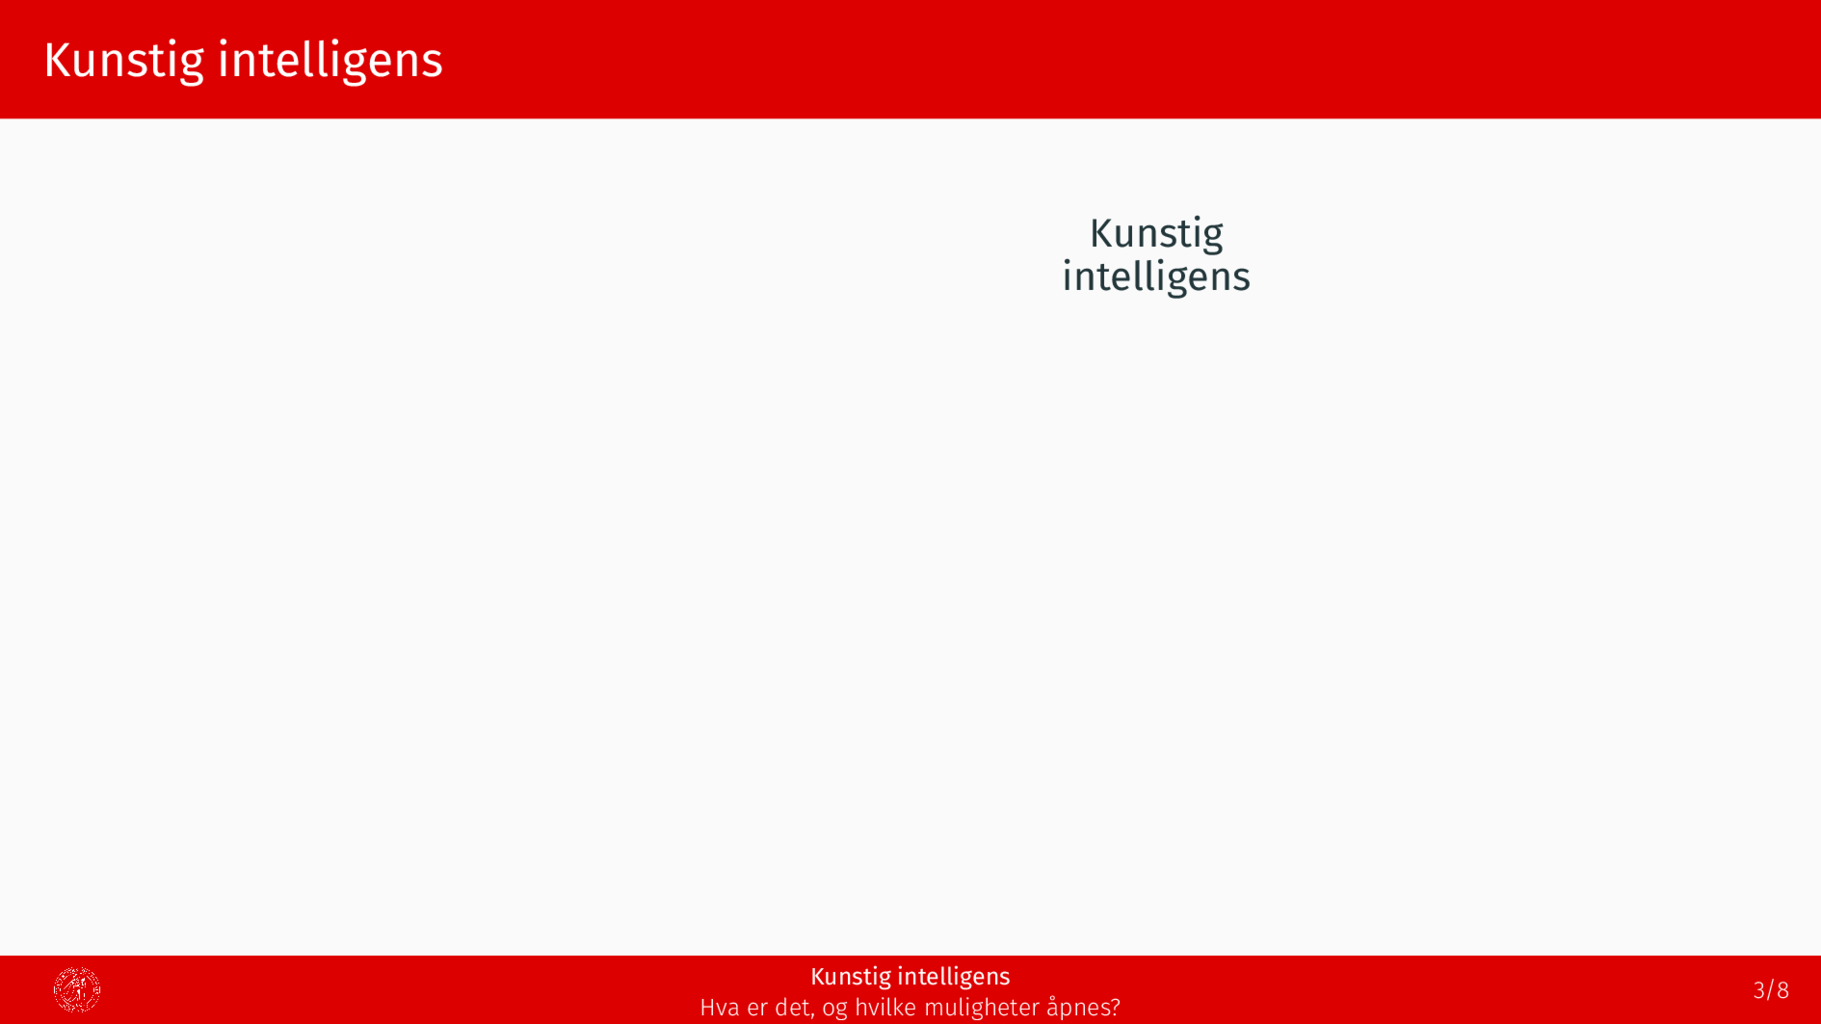 Kunstig intelligens
Kunstig
intelligens
Kunstig intelligens
Hva er det, og hvilke muligheter åpnes?
3/8